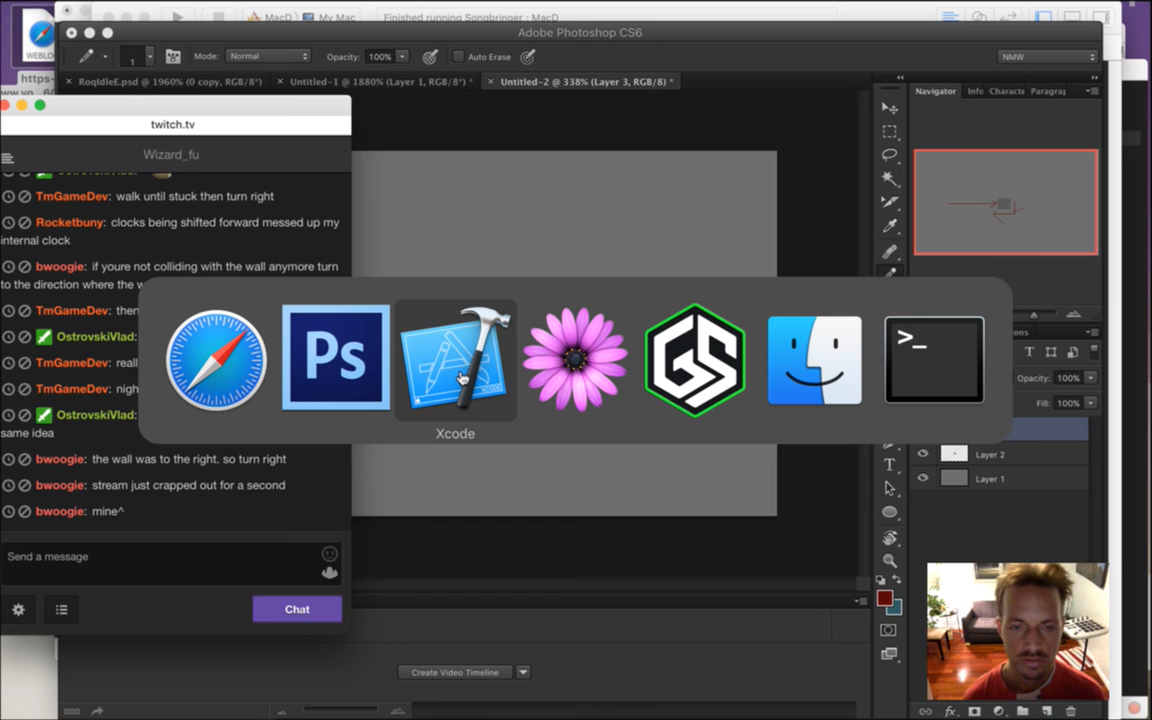 MacD
My Mac
Finished running Songbringer : MacD
Adobe Photoshop CS6
1
Mode:
Normal
Opacity:
100%
Auto Erase
NMW
WEBLO
https-
RoqIdleE.psd @ 1960% (0 copy, RGB/8*)
Untitled-1 @ 1880% (Layer 1, RGB/8*) *
Untitled-2 @ 338% (Layer 3, RGB/8) *
Navigator
Info
Characte
Paragrap
twitch.tv
Wizard_fu
TmGameDev: walk until stuck then turn right
Rocketbuny: clocks being shifted forward messed up my
internal clock
bwoogie: if youre not colliding with the wall anymore turn
to the direction where the w
TmGameDev: then
OstrovskiVlad:
TmGameDev: reall
TmGameDev: nigh
OstrovskiVlad:
same idea
bwoogie: the wall was to the right. so turn right
bwoogie: stream just crapped out for a second
bwoogie: mine^
Send a message
Chat
Ps
GS
>_
Xcode
Opacity:
100%
Fill:
100%
Layer 2
Layer 1
Create Video Timeline
fx